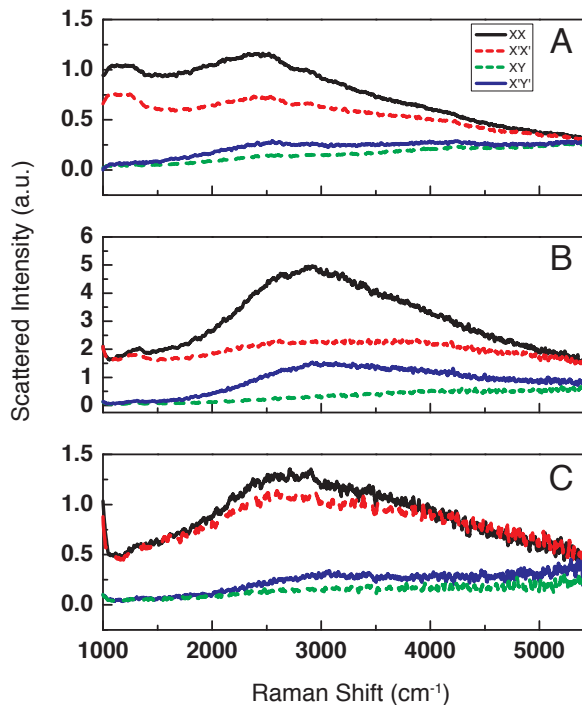 A
XX
X'X'
XY
X'Y'
1.5
1.0
0.5
0.0
B
6
5
4
3
2
1
0
C
1.5
1.0
0.5
0.0
1000 2000 3000 4000 5000
Scattered Intensity (a.u.)
Raman Shift (cm⁻¹)